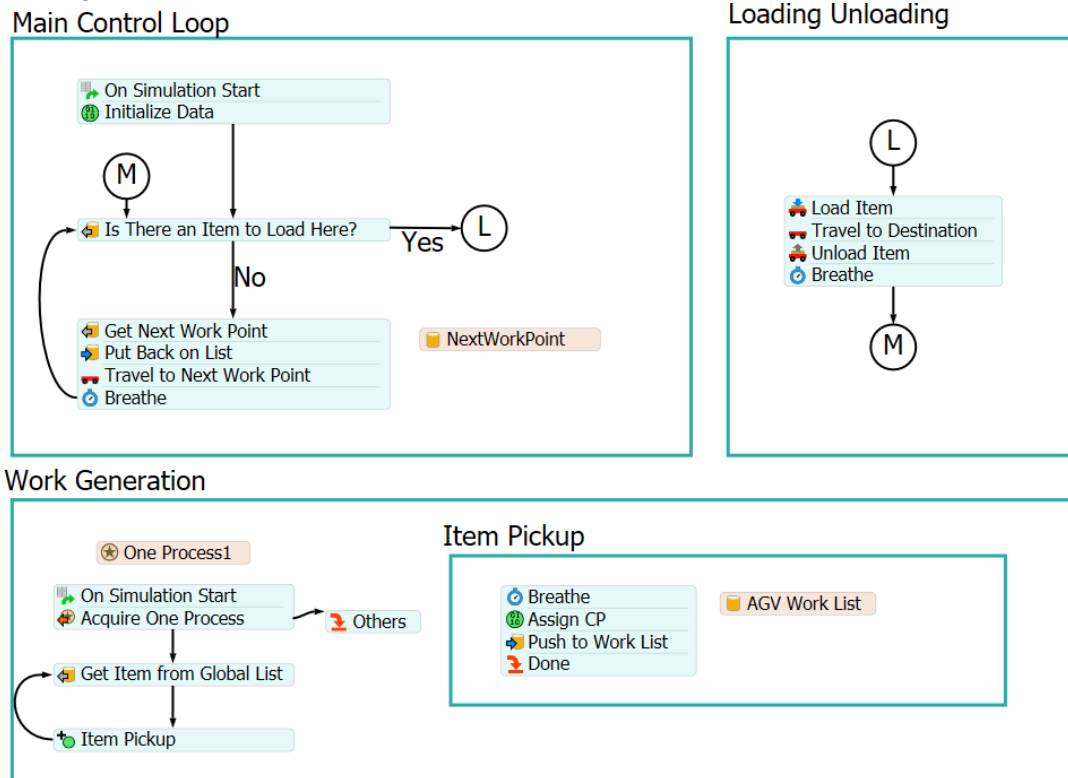 Main Control Loop
On Simulation Start
Initialize Data
M
Is There an Item to Load Here?
Yes
L
No
Get Next Work Point
Put Back on List
Travel to Next Work Point
Breathe
NextWorkPoint
Loading Unloading
L
Load Item
Travel to Destination
Unload Item
Breathe
M
Work Generation
One Process1
On Simulation Start
Acquire One Process
Others
Get Item from Global List
Item Pickup
Item Pickup
Breathe
Assign CP
Push to Work List
Done
AGV Work List